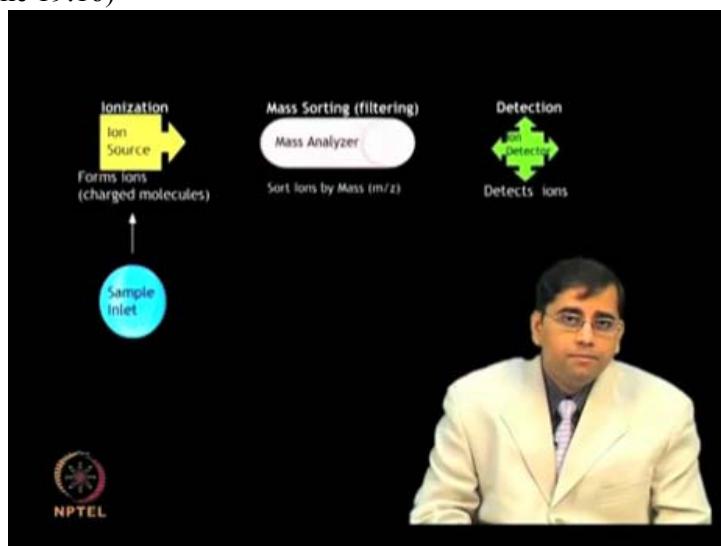 Ionization
Ion
Source
Forms ions
(charged molecules)
Sample
Inlet
Mass Sorting (filtering)
Mass Analyzer
Sort Ions by Mass (m/z)
Detection
Ion
Detector
Detects ions
NPTEL